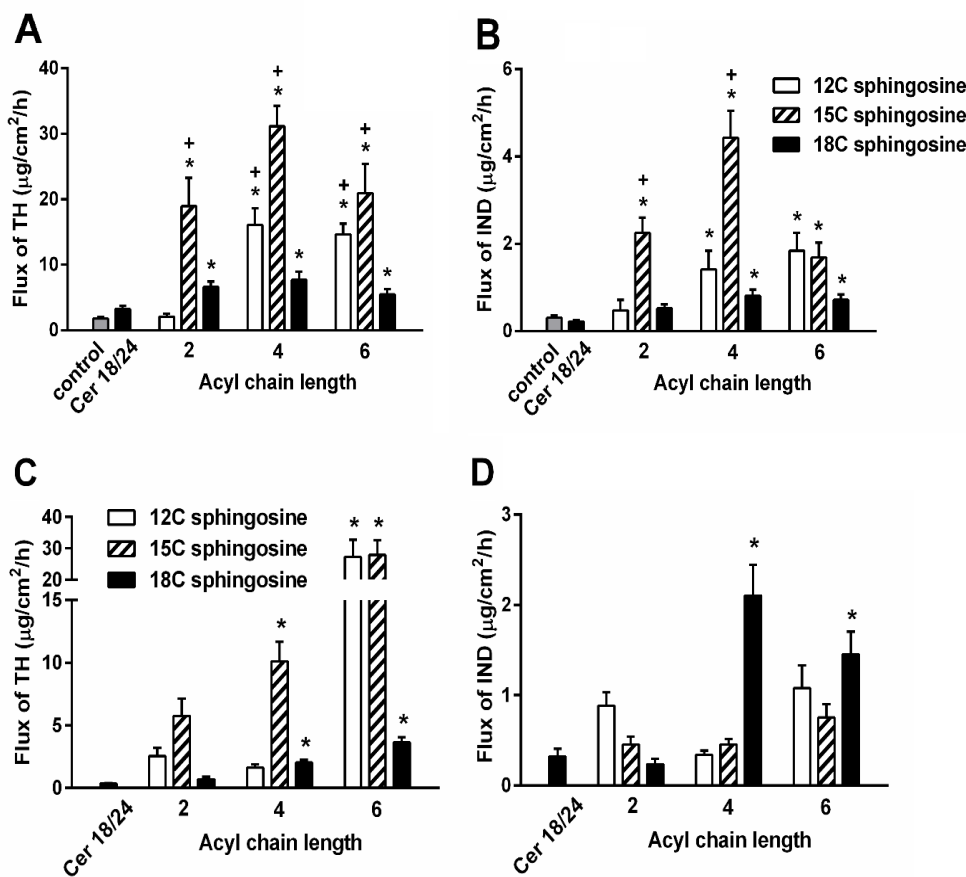 A
Flux of TH (µg/cm²/h)
40
30
20
10
0
+
*
+
*
+
*
+
*
+
*
*
*
*
control
Cer 18/24
2
4
6
Acyl chain length
B
Flux of IND (µg/cm²/h)
6
4
2
0
12C sphingosine
15C sphingosine
18C sphingosine
+
*
+
*
*
*
*
*
*
control
Cer 18/24
2
4
6
Acyl chain length
C
Flux of TH (µg/cm²/h)
40
30
20
15
10
5
0
12C sphingosine
15C sphingosine
18C sphingosine
* *
*
*
*
Cer 18/24
2
4
6
Acyl chain length
D
Flux of IND (µg/cm²/h)
3
2
1
0
*
*
Cer 18/24
2
4
6
Acyl chain length